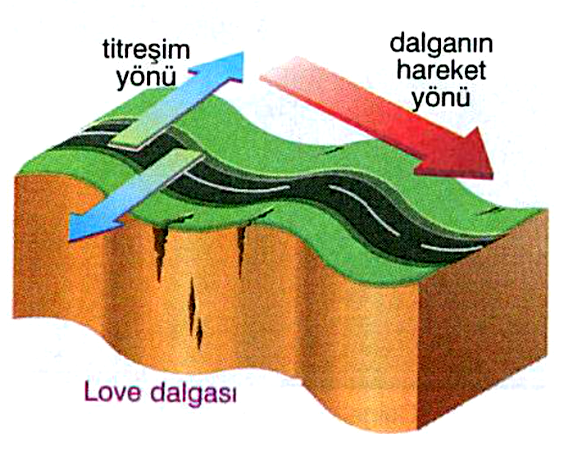 titreşim
yönü
dalganın
hareket
yönü
Love dalgası